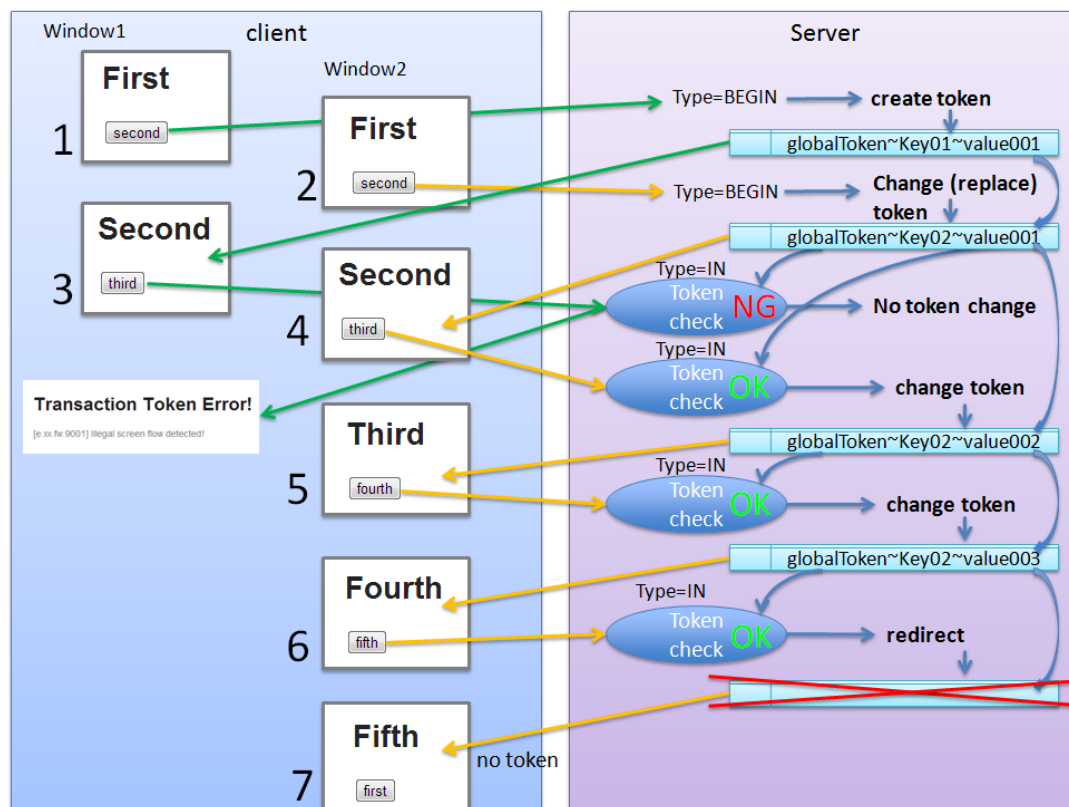 Window1
client
Server
First
second
1
Window2
First
second
2
Type=BEGIN
create token
globalToken~Key01~value001
Type=BEGIN
Change (replace)
token
globalToken~Key02~value001
Second
third
3
Second
third
4
Type=IN
Token
check
NG
No token change
Type=IN
Token
check
OK
change token
Transaction Token Error!
[e.xx.fw.9001] Illegal screen flow detected!
globalToken~Key02~value002
Third
fourth
5
Type=IN
Token
check
OK
change token
globalToken~Key02~value003
Fourth
fifth
6
Type=IN
Token
check
OK
redirect
Fifth
first
7
no token